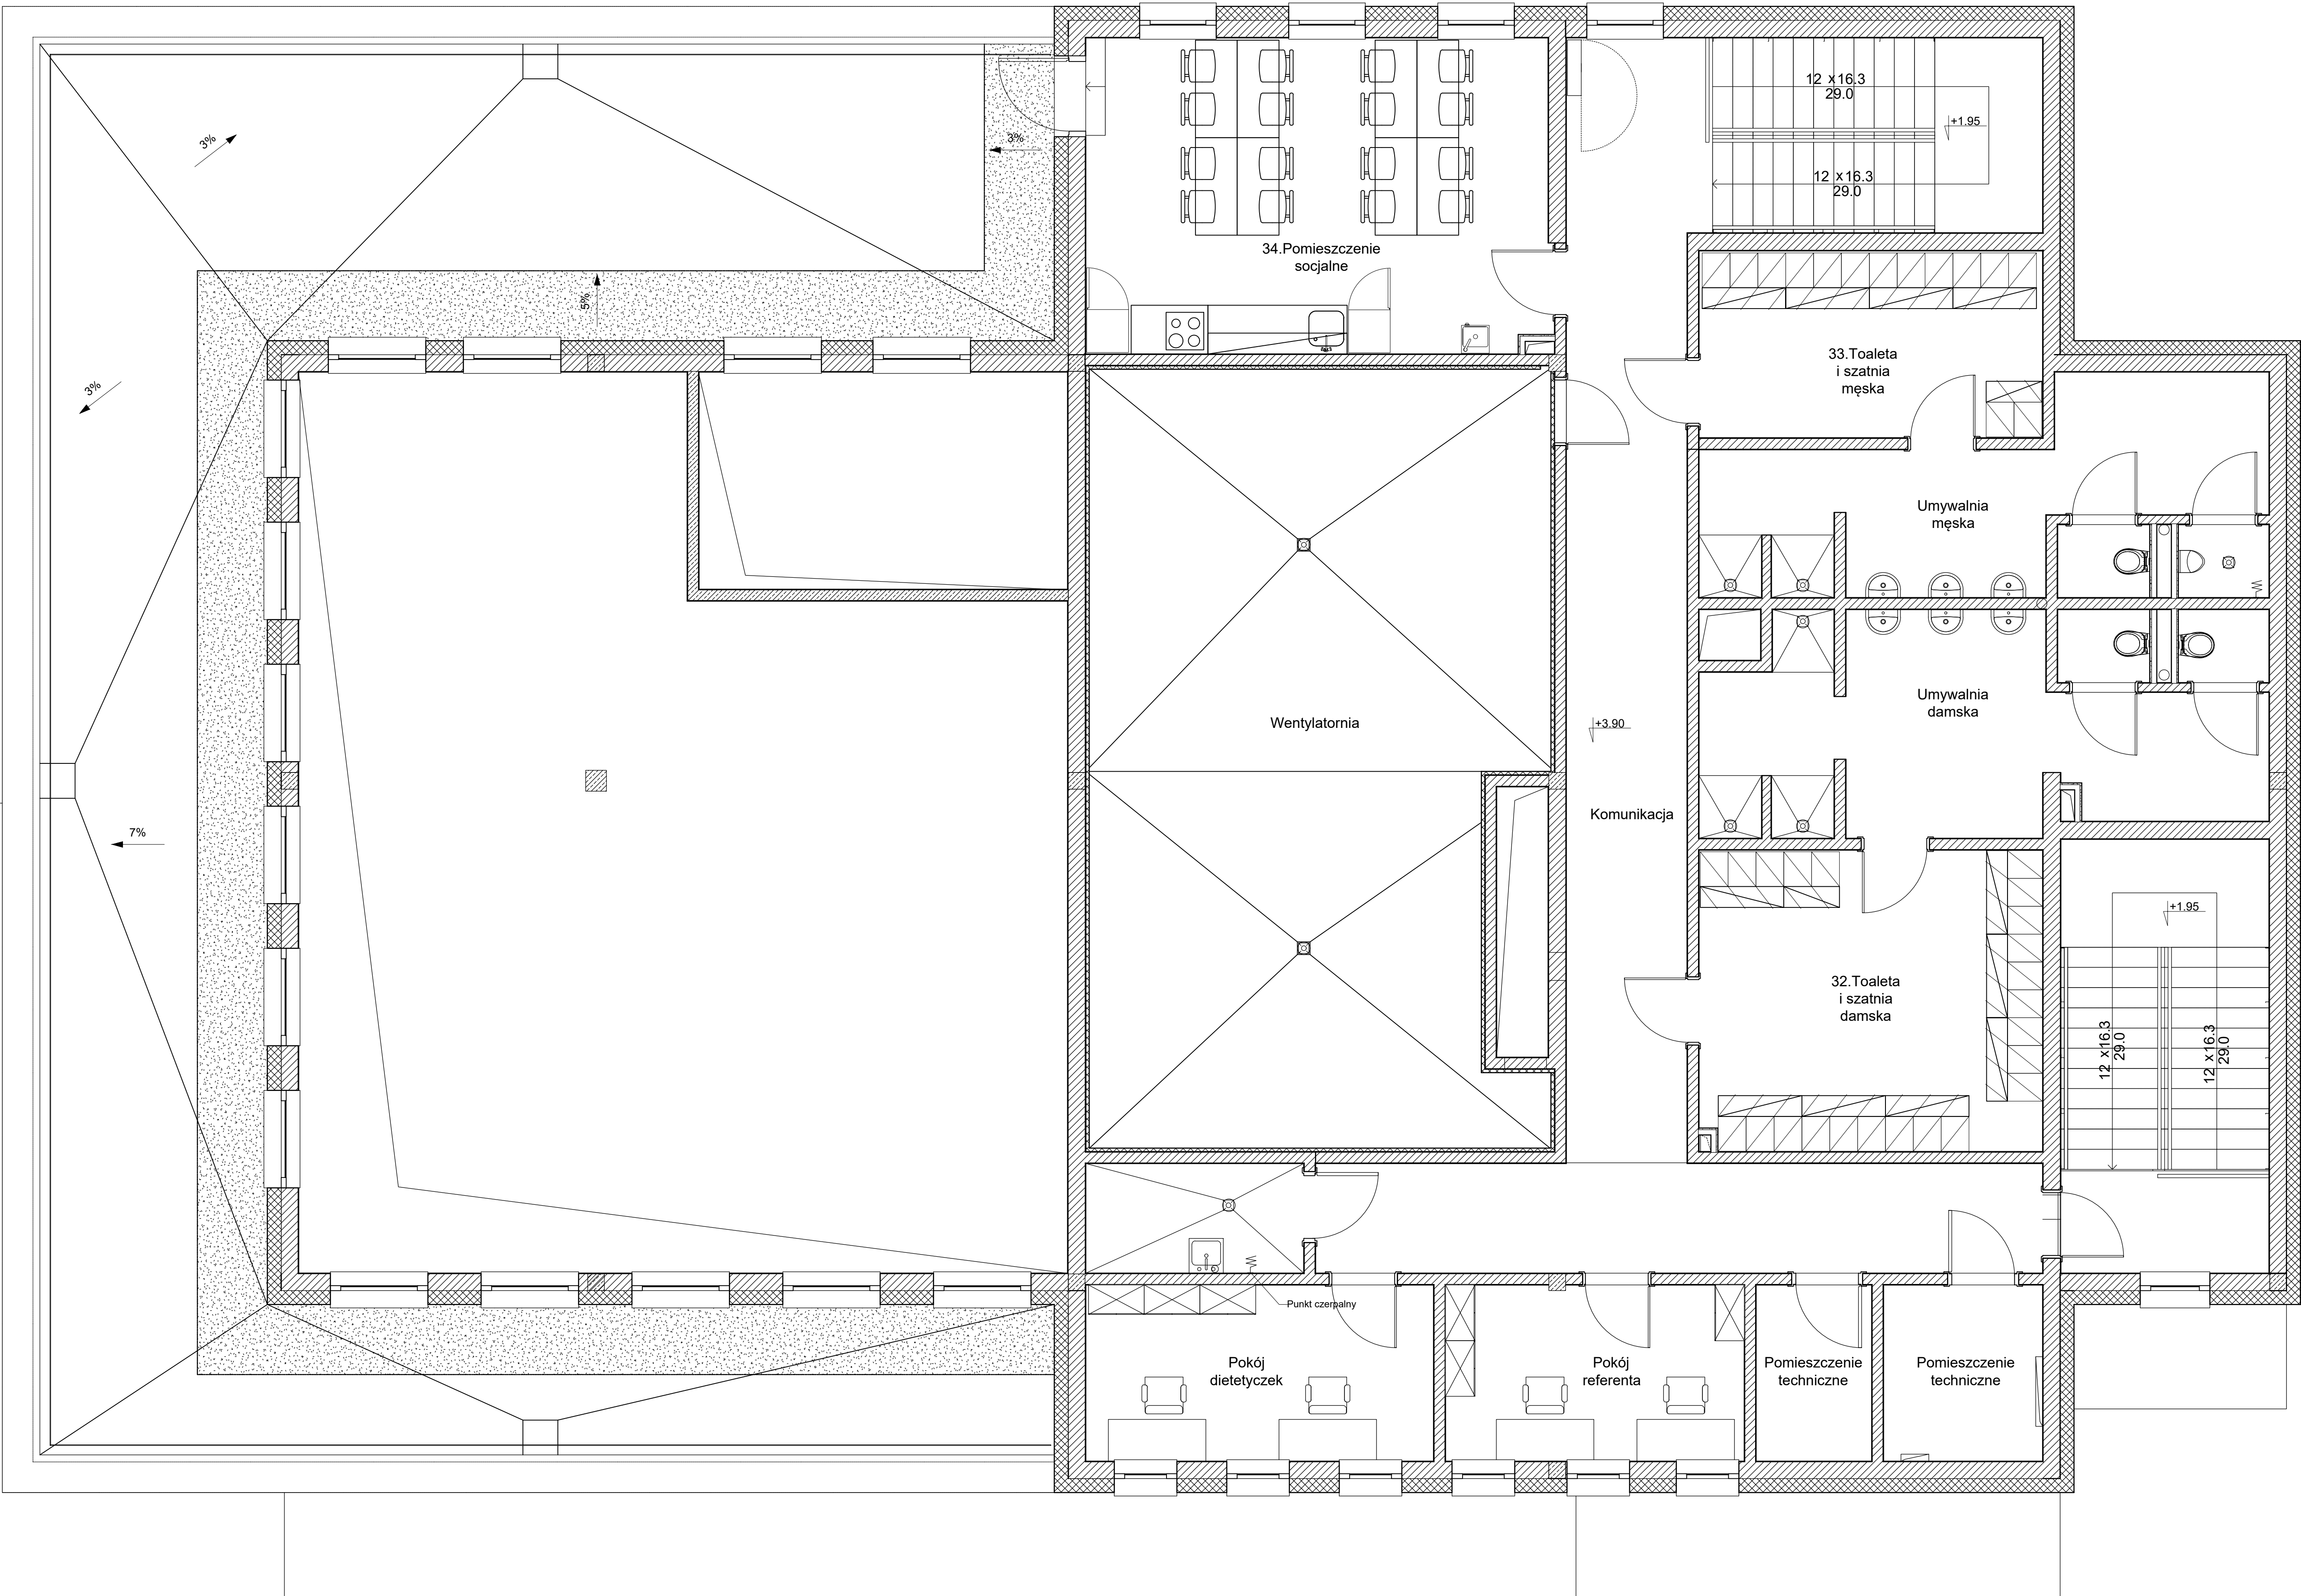 12 x16.3
29.0
+1.95
3%
3%
12 x16.3
29.0
34.Pomieszczenie
socjalne
5%
33.Toaleta
i szatnia
męska
3%
Umywalnia
męska
Umywalnia
damska
Wentylatornia
+3.90
Komunikacja
7%
+1.95
32.Toaleta
i szatnia
damska
12 x16.3
29.0
12 x16.3
29.0
Punkt czerpalny
Pokój
dietetyczek
Pokój
referenta
Pomieszczenie
techniczne
Pomieszczenie
techniczne